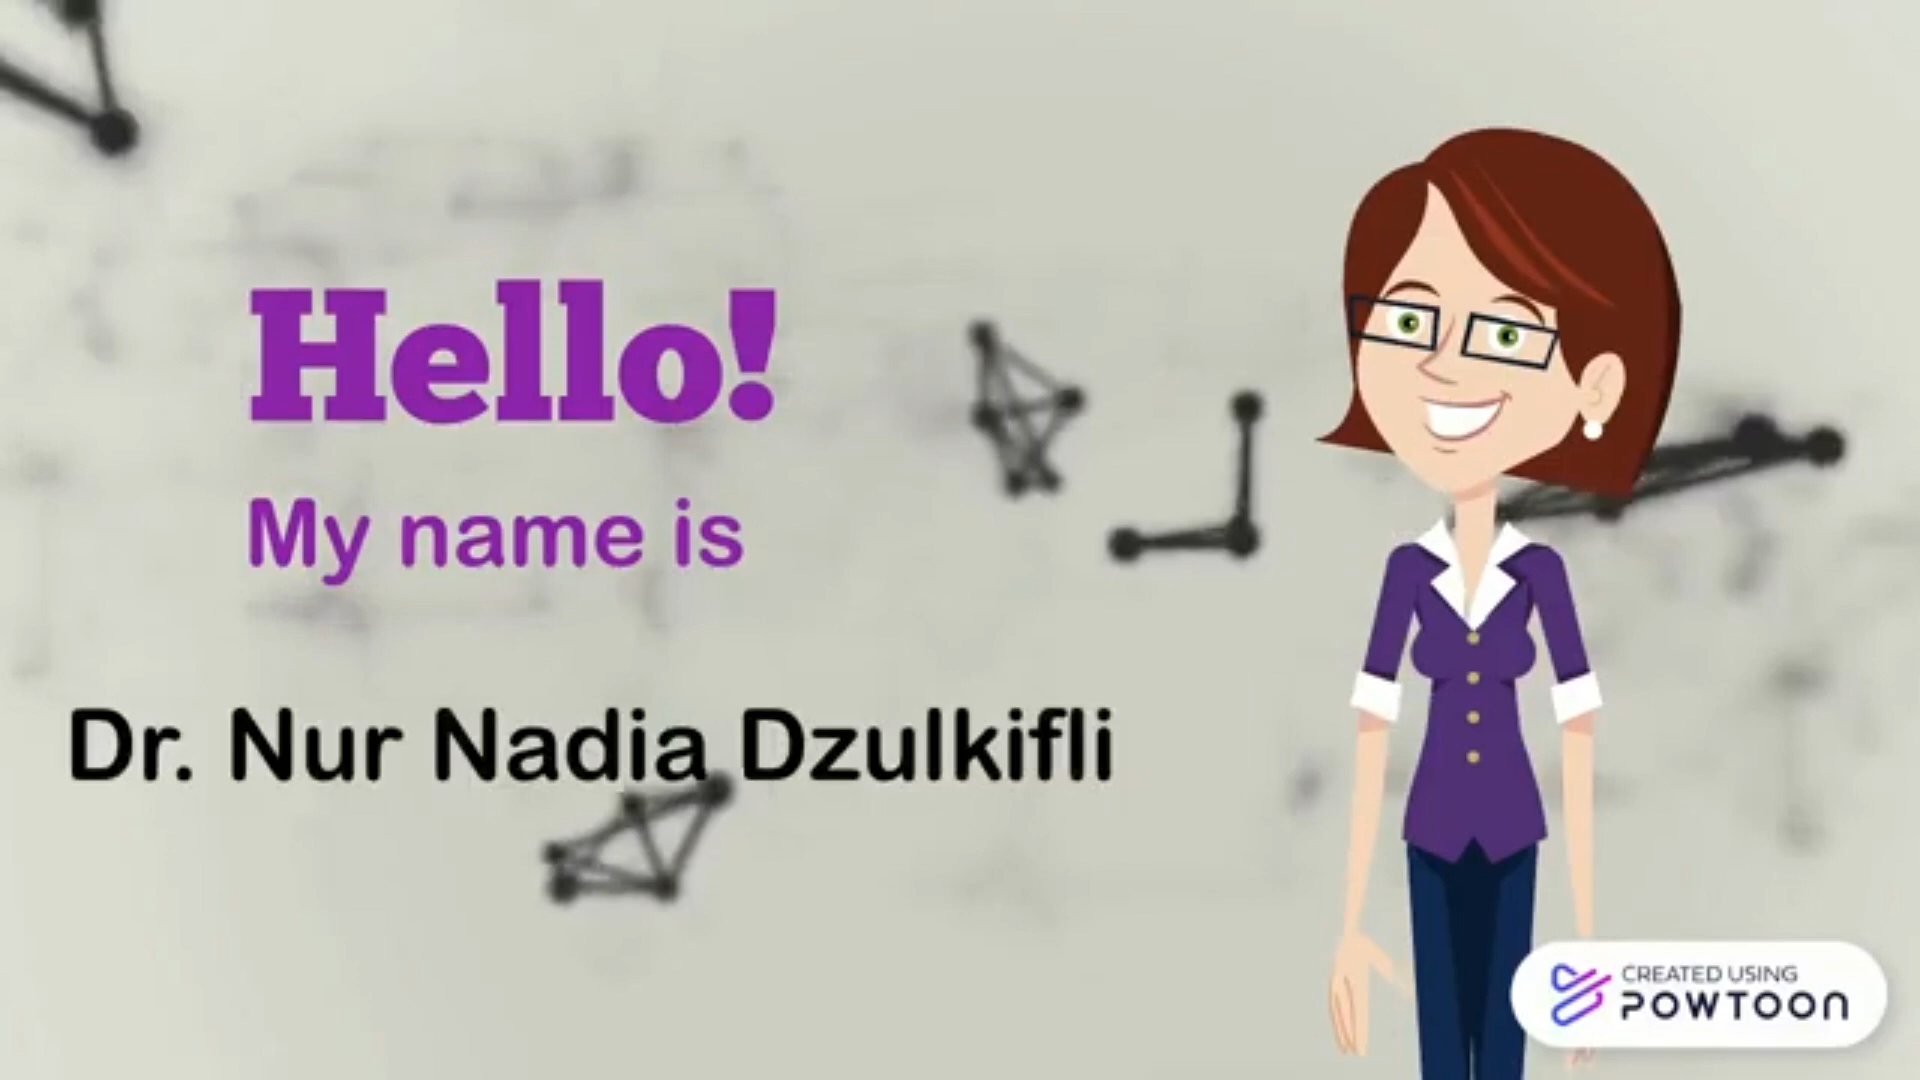 Hello!
My name is
Dr. Nur Nadia Dzulkifli
CREATED USING
POWTOON